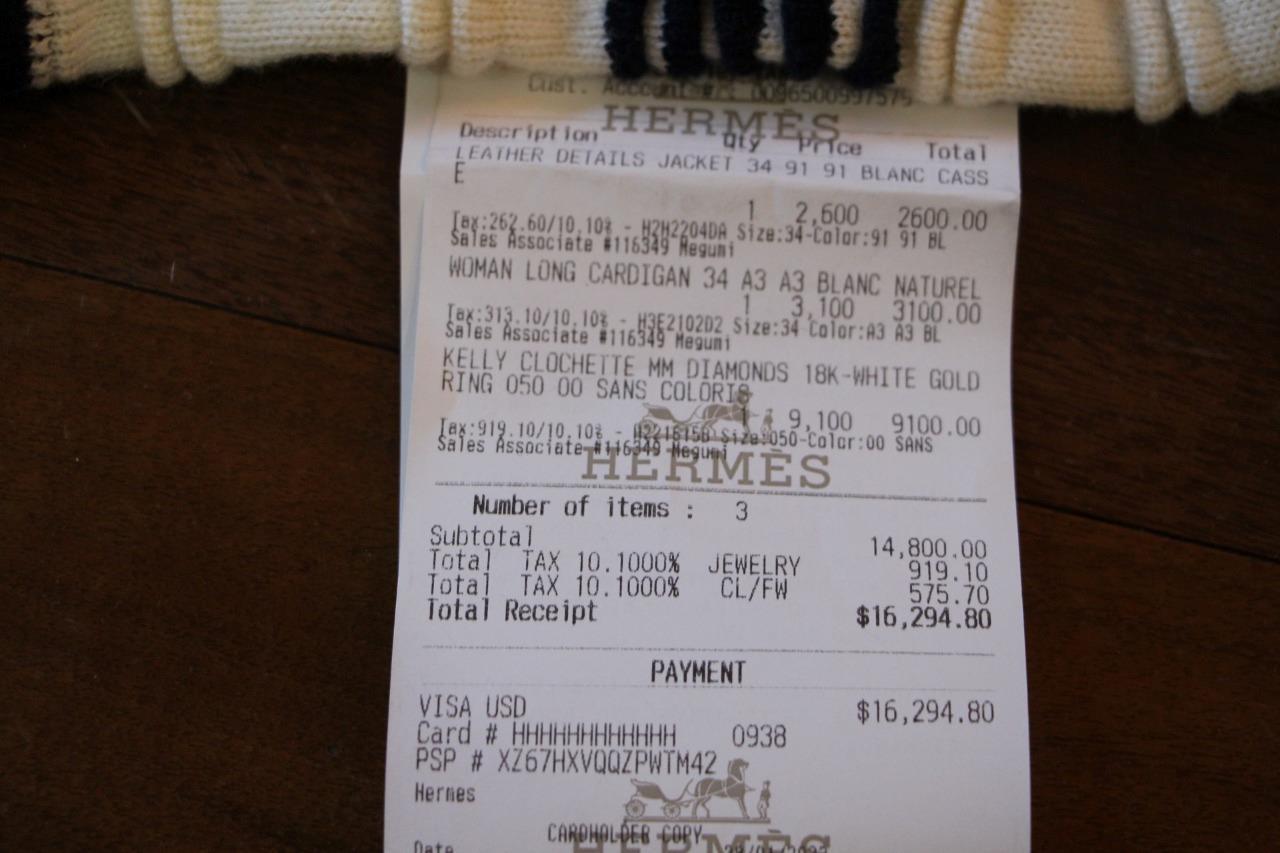 Cust. Account #: 0096500997575
HERMÈS
Description Qty Price Total
LEATHER DETAILS JACKET 34 91 91 BLANC CASS
E
1 2,600 2600.00
Tax:262.60/10.10% - H2H2204DA Size:34-Color:91 91 BL
Sales Associate #116349 Megumi
WOMAN LONG CARDIGAN 34 A3 A3 BLANC NATUREL
1 3,100 3100.00
Tax:313.10/10.10% - H3E2102D2 Size:34 Color:A3 A3 BL
Sales Associate #116349 Megumi
KELLY CLOCHETTE MM DIAMONDS 18K-WHITE GOLD
RING 050 00 SANS COLORIS
1 9,100 9100.00
Tax:919.10/10.10% - H221615B Size:050-Color:00 SANS
Sales Associate #116349 Megumi
HERMÈS
Number of items : 3
Subtotal 14,800.00
Total TAX 10.1000% JEWELRY 919.10
Total TAX 10.1000% CL/FW 575.70
Total Receipt $16,294.80
PAYMENT
VISA USD $16,294.80
Card # HHHHHHHHHHHH 0938
PSP # XZ67HXVQQZPWTM42
Hermes
CARDHOLDER COPY
HERMÈS
Date